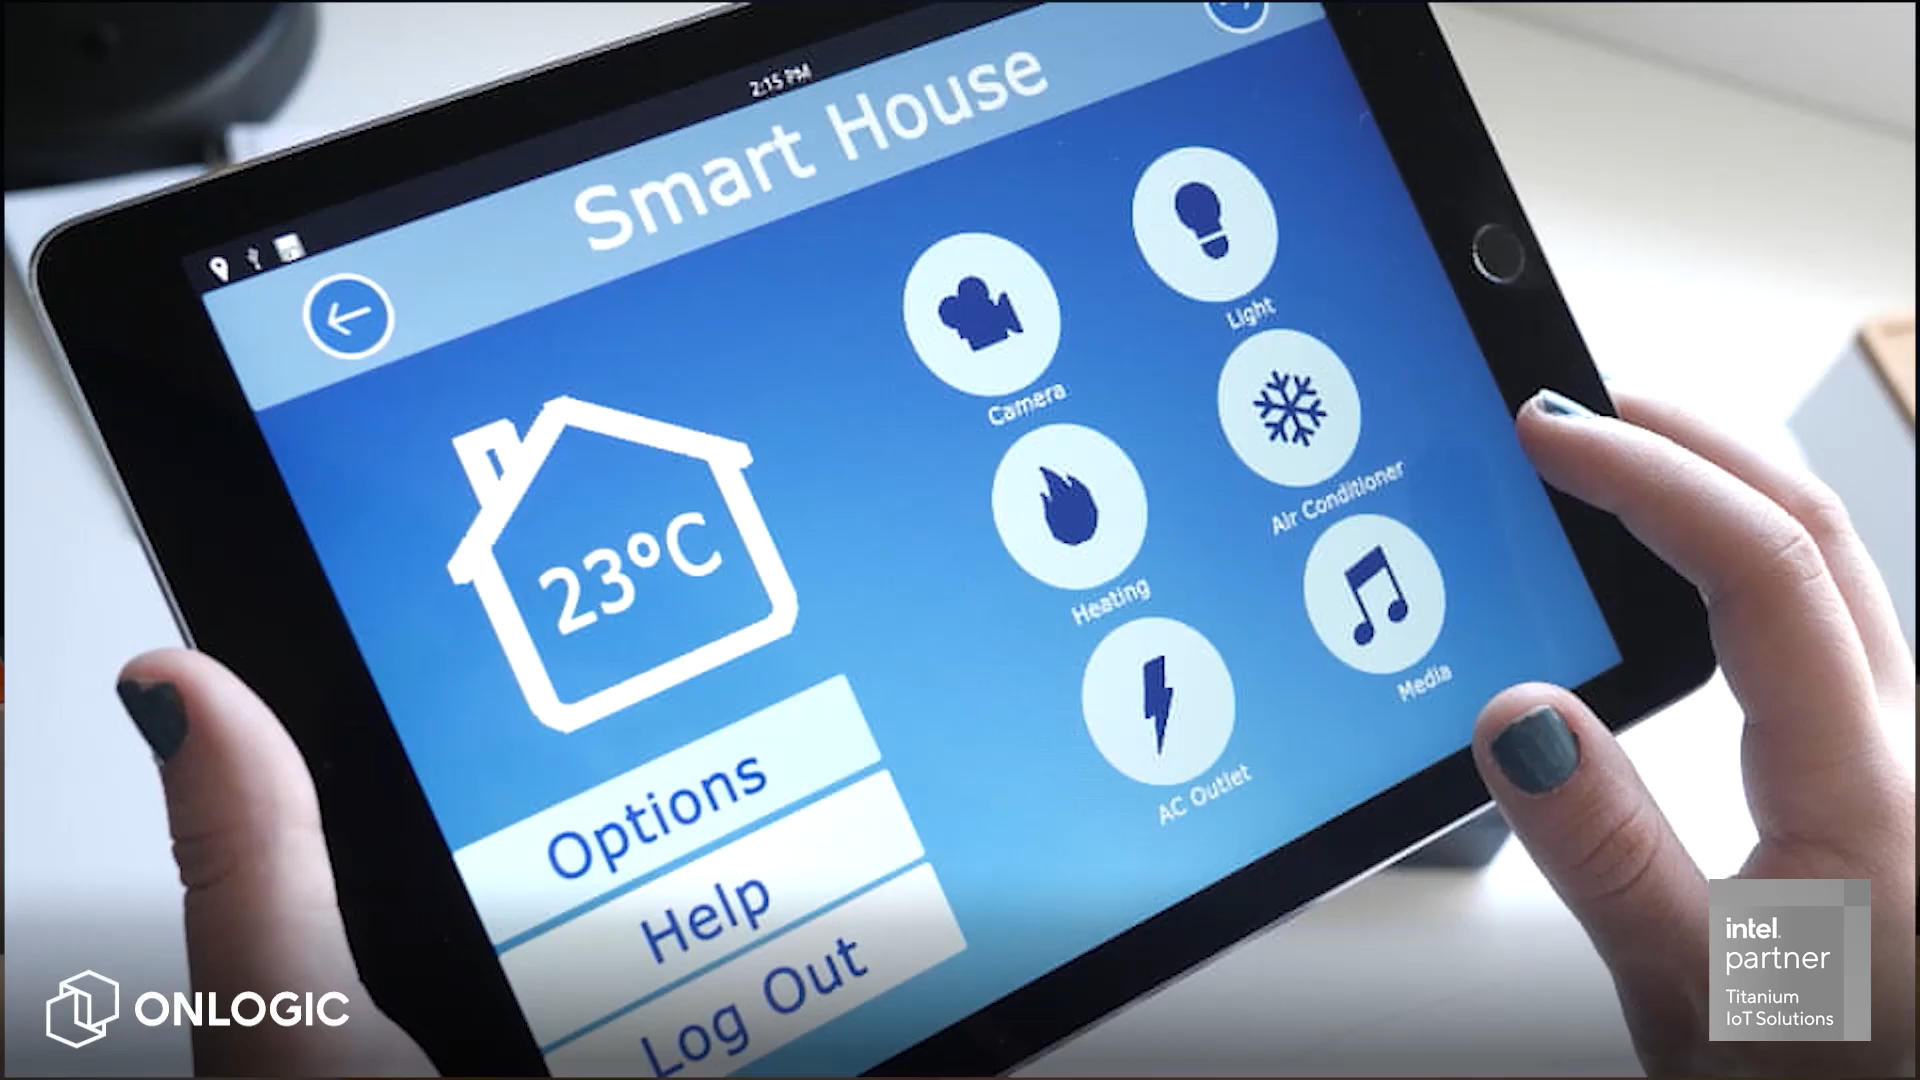 2:15 PM
Smart House
Light
Camera
Air Conditioner
Heating
23°C
Media
AC Outlet
Options
Help
Log Out
ONLOGIC
intel.
partner
Titanium
IoT Solutions